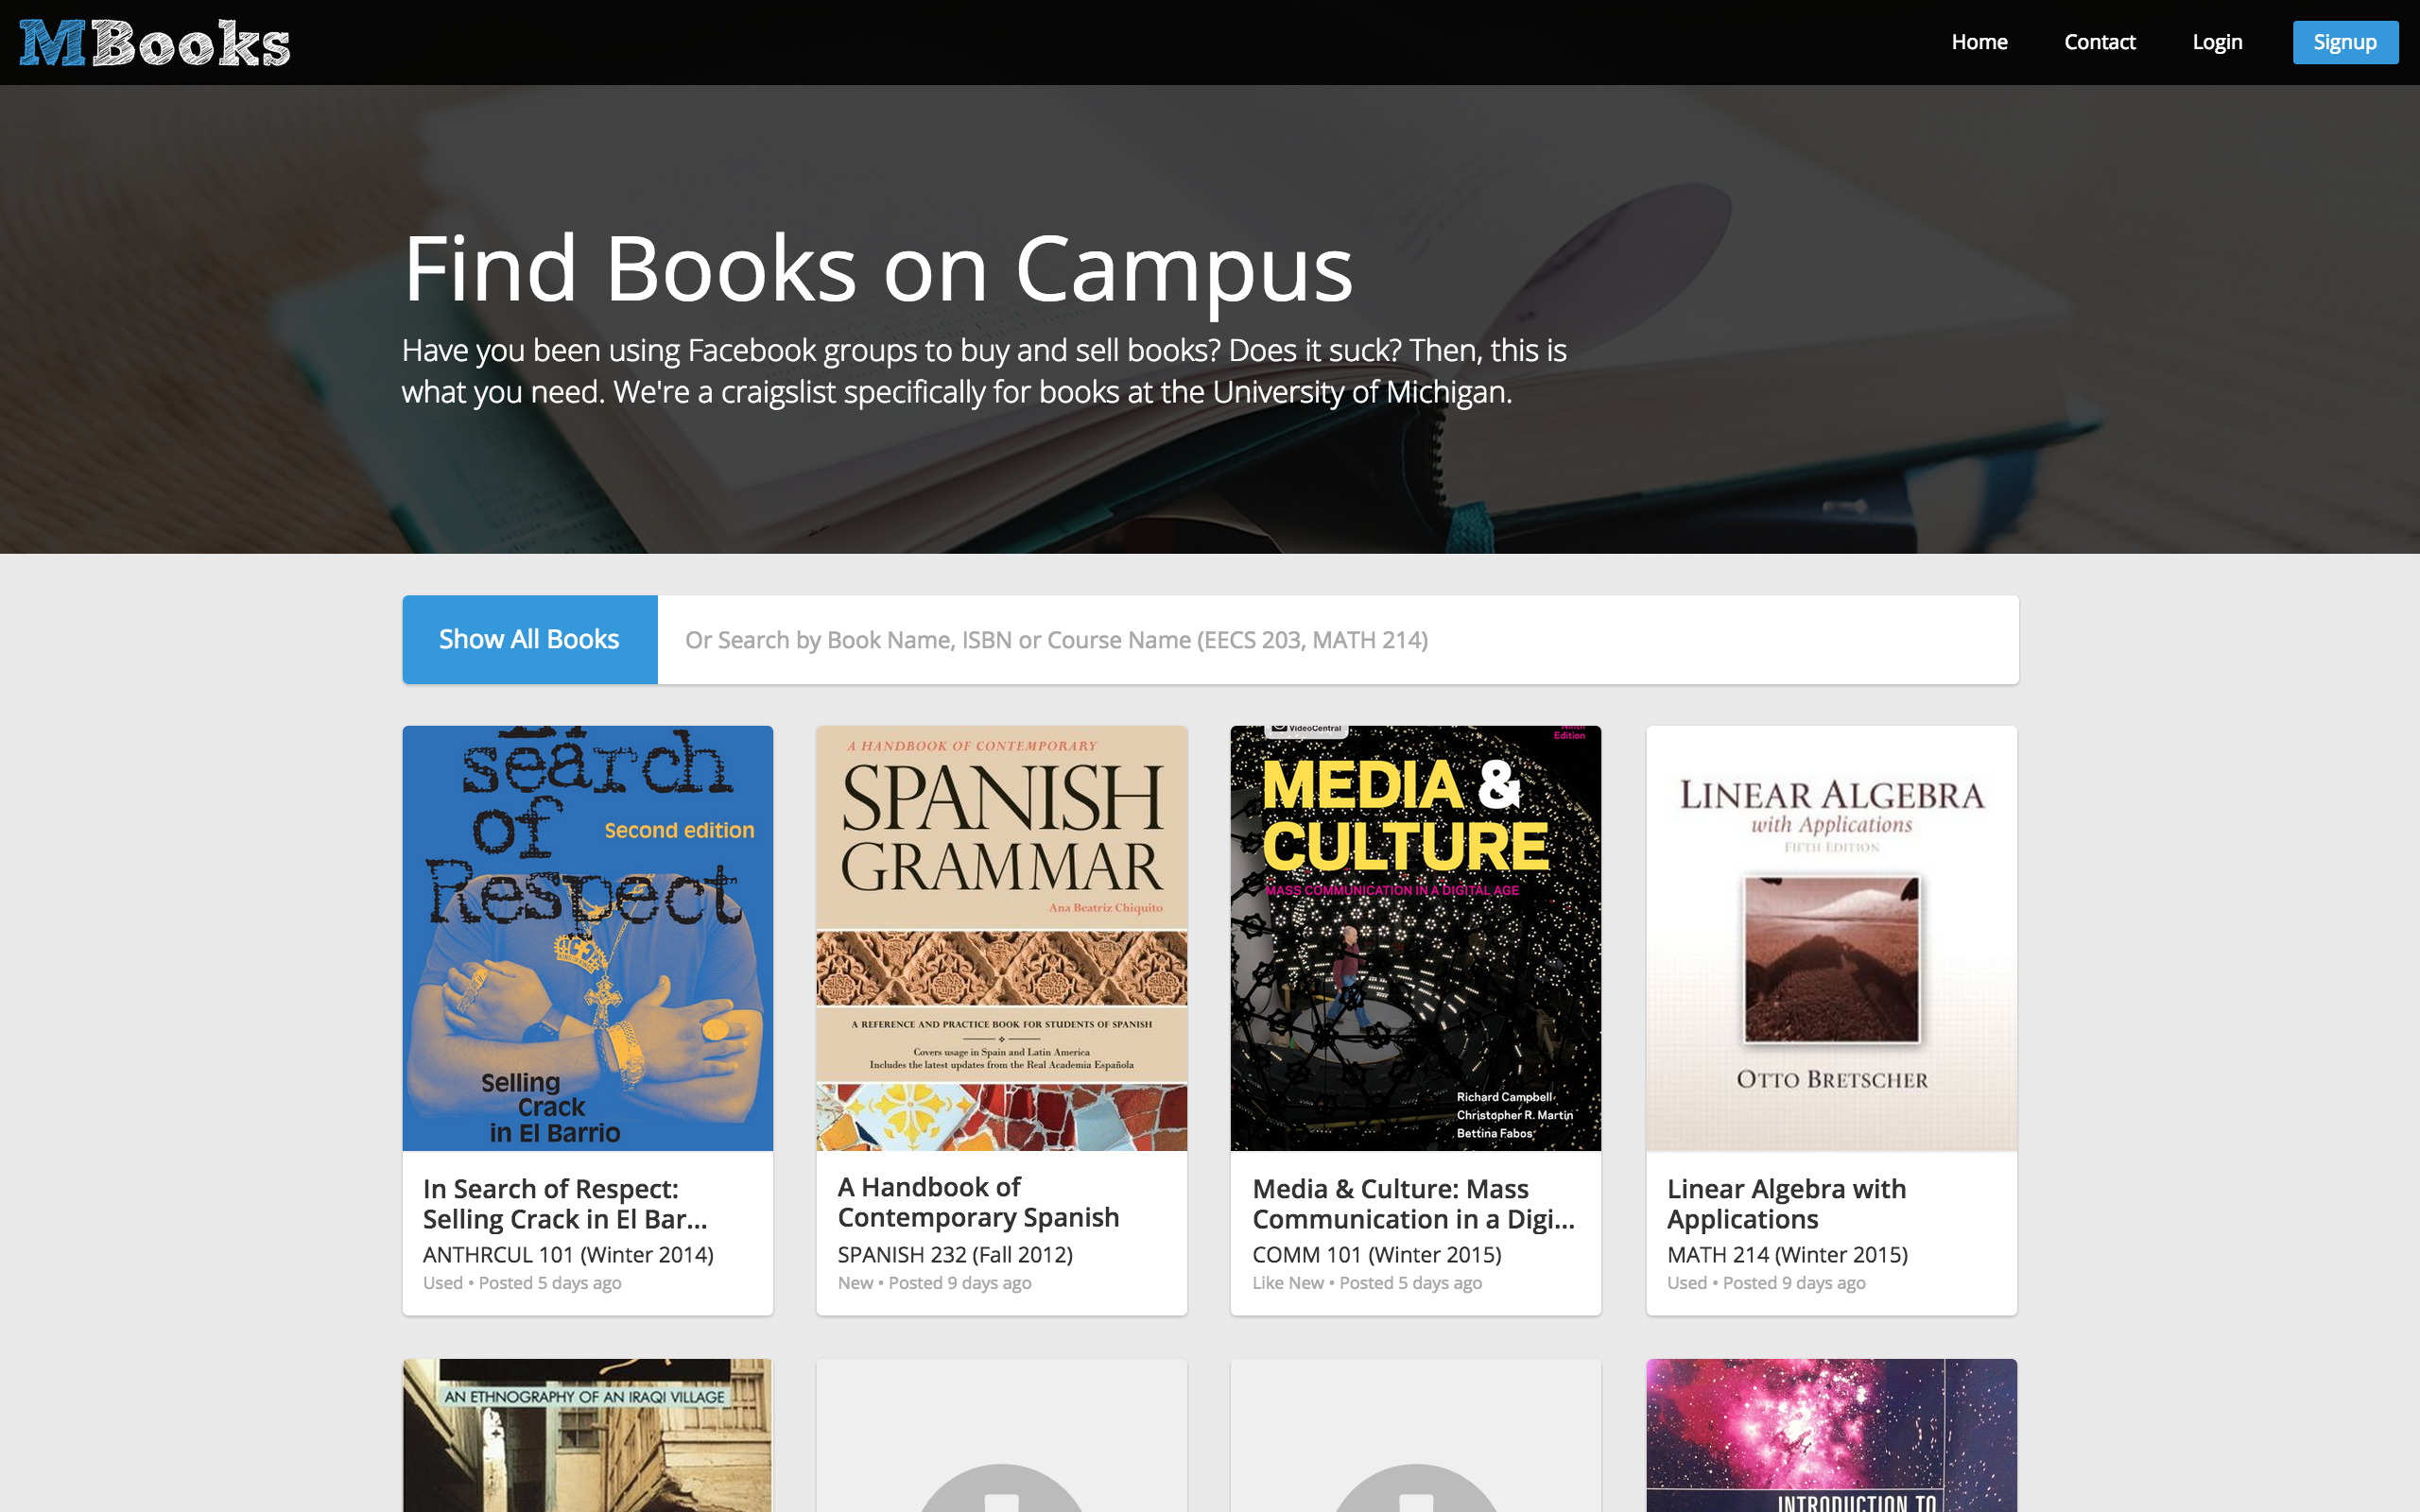 MBooks
Home Contact Login Signup
Find Books on Campus
Have you been using Facebook groups to buy and sell books? Does it suck? Then, this is
what you need. We're a craigslist specifically for books at the University of Michigan.
Show All Books
Or Search by Book Name, ISBN or Course Name (EECS 203, MATH 214)
search
of
Second edition
Respect
Selling
Crack
in El Barrio
In Search of Respect:
Selling Crack in El Bar...
ANTHRCUL 101 (Winter 2014)
Used • Posted 5 days ago
A HANDBOOK OF CONTEMPORARY
SPANISH
GRAMMAR
Ana Beatriz Chiquito
A REFERENCE AND PRACTICE BOOK FOR STUDENTS OF SPANISH
Covers usage in Spain and Latin America
Includes the latest updates from the Real Academia Española
A Handbook of
Contemporary Spanish
SPANISH 232 (Fall 2012)
New • Posted 9 days ago
VideoCentral
Ninth
Edition
MEDIA &
CULTURE
MASS COMMUNICATION IN A DIGITAL AGE
Richard Campbell
Christopher R. Martin
Bettina Fabos
Media & Culture: Mass
Communication in a Digi...
COMM 101 (Winter 2015)
Like New • Posted 5 days ago
LINEAR ALGEBRA
with Applications
FIFTH EDITION
OTTO BRETSCHER
Linear Algebra with
Applications
MATH 214 (Winter 2015)
Used • Posted 9 days ago
AN ETHNOGRAPHY OF AN IRAQI VILLAGE
INTRODUCTION TO